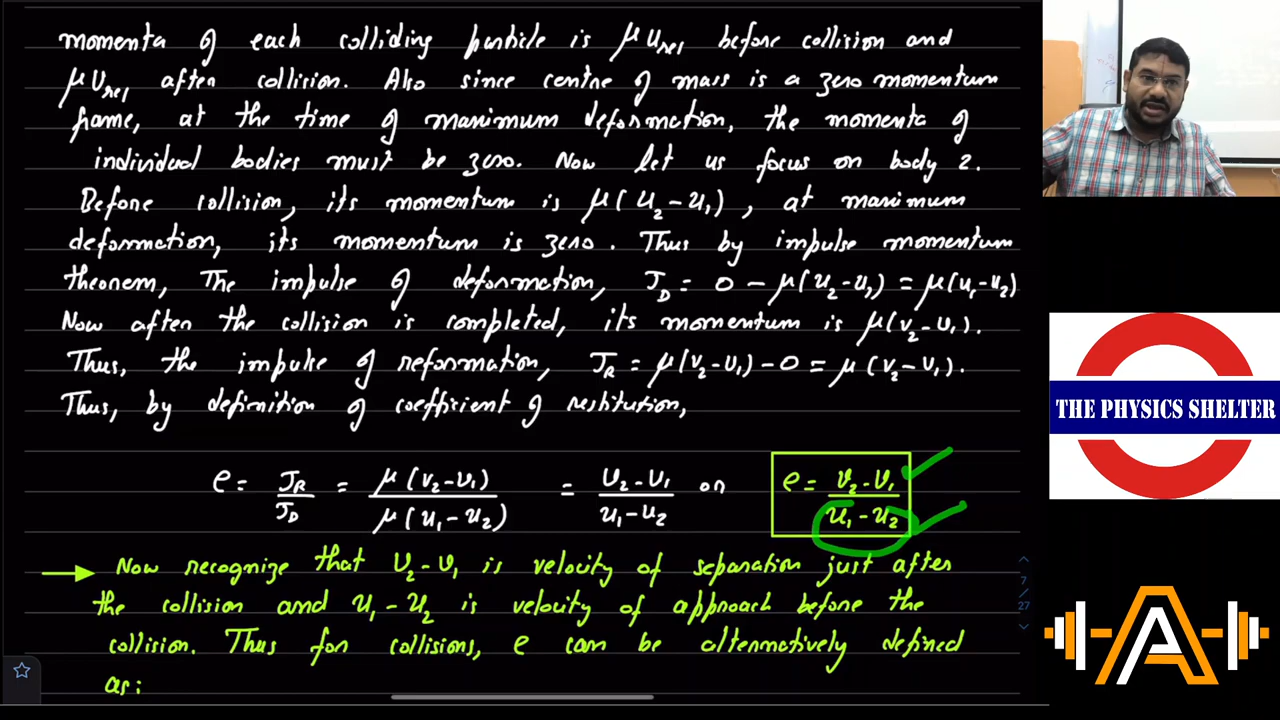 momenta of each colliding particle is μu_rel before collision and
μv_rel after collision. Also since centre of mass is a zero momentum
frame, at the time of maximum deformation, the momenta of
individual bodies must be zero. Now let us focus on body 2.
Before collision, its momentum is μ(u₂-u₁), at maximum
deformation, its momentum is zero. Thus by impulse momentum
theorem, The impulse of deformation, J_D = 0 - μ(u₂-u₁) = μ(u₁-u₂)
Now after the collision is completed, its momentum is μ(v₂-v₁).
Thus, the impulse of reformation, J_R = μ(v₂-v₁)-0 = μ(v₂-v₁).
Thus, by definition of coefficient of restitution,
e = J_R/J_D = μ(v₂-v₁)/μ(u₁-u₂) = v₂-v₁/u₁-u₂ or e = v₂-v₁/u₁-u₂
→ Now recognize that v₂-v₁ is velocity of separation just after
the collision and u₁-u₂ is velocity of approach before the
collision. Thus for collisions, e can be alternatively defined
as:
THE PHYSICS SHELTER
7
/
27
A